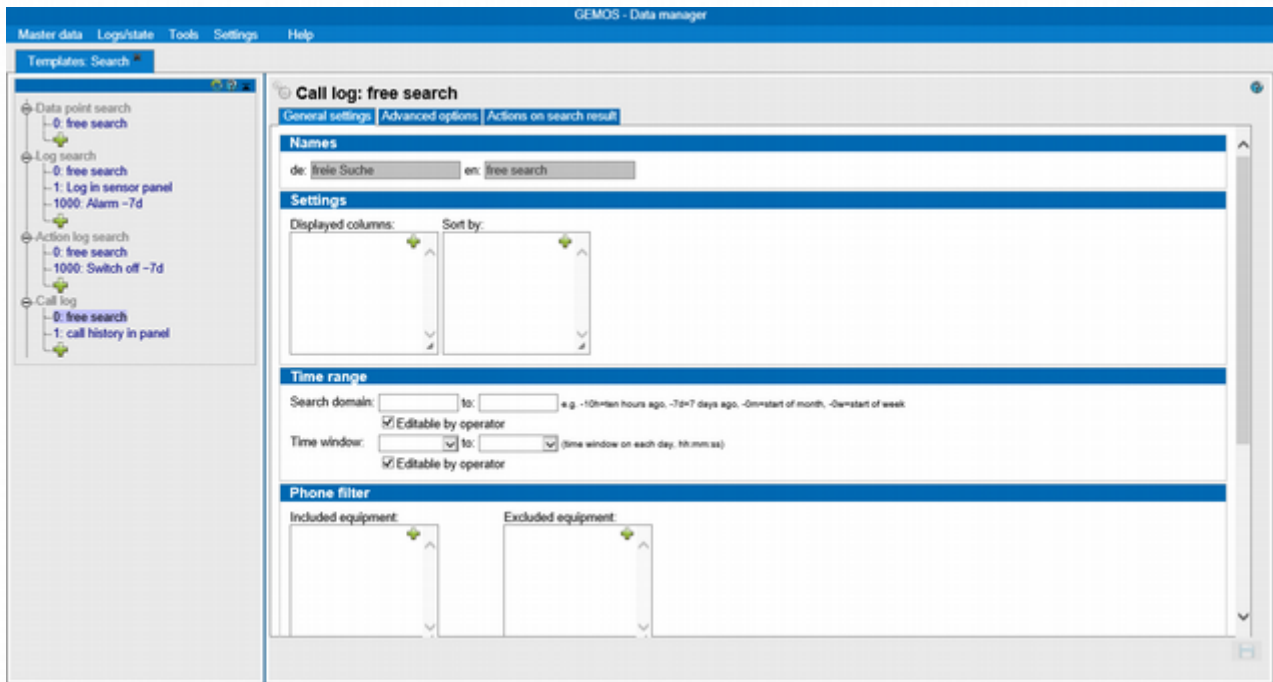 GEMOS - Data manager
Master data Logs/state Tools Settings Help
Templates: Search
Data point search
0: free search
Log search
0: free search
1: Log in sensor panel
1000: Alarm −7d
Action log search
0: free search
1000: Switch off −7d
Call log
0: free search
1: call history in panel
Call log: free search
General settings Advanced options Actions on search result
Names
de: freie Suche en: free search
Settings
Displayed columns: Sort by:
Time range
Search domain: to: e.g. -10h=ten hours ago, -7d=7 days ago, -0m=start of month, -0w=start of week
Editable by operator
Time window: to: (time window on each day, hh:mm:ss)
Editable by operator
Phone filter
Included equipment: Excluded equipment: